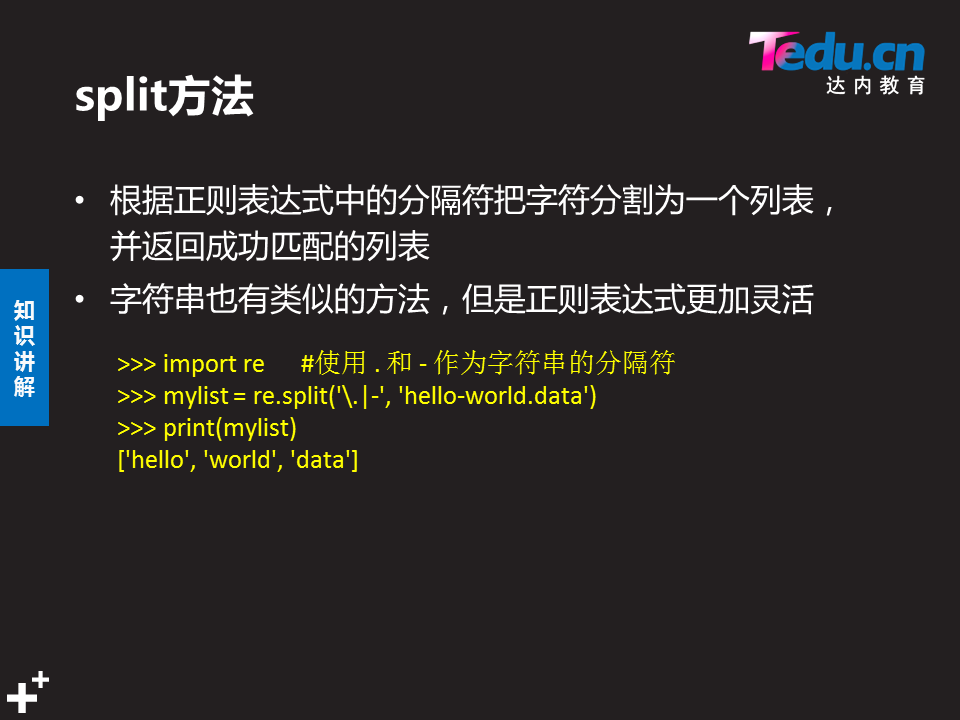 Tedu.cn
达内教育
split方法
• 根据正则表达式中的分隔符把字符分割为一个列表，
并返回成功匹配的列表
• 字符串也有类似的方法，但是正则表达式更加灵活
知识讲解
>>> import re #使用 . 和 - 作为字符串的分隔符
>>> mylist = re.split('\.|-', 'hello-world.data')
>>> print(mylist)
['hello', 'world', 'data']